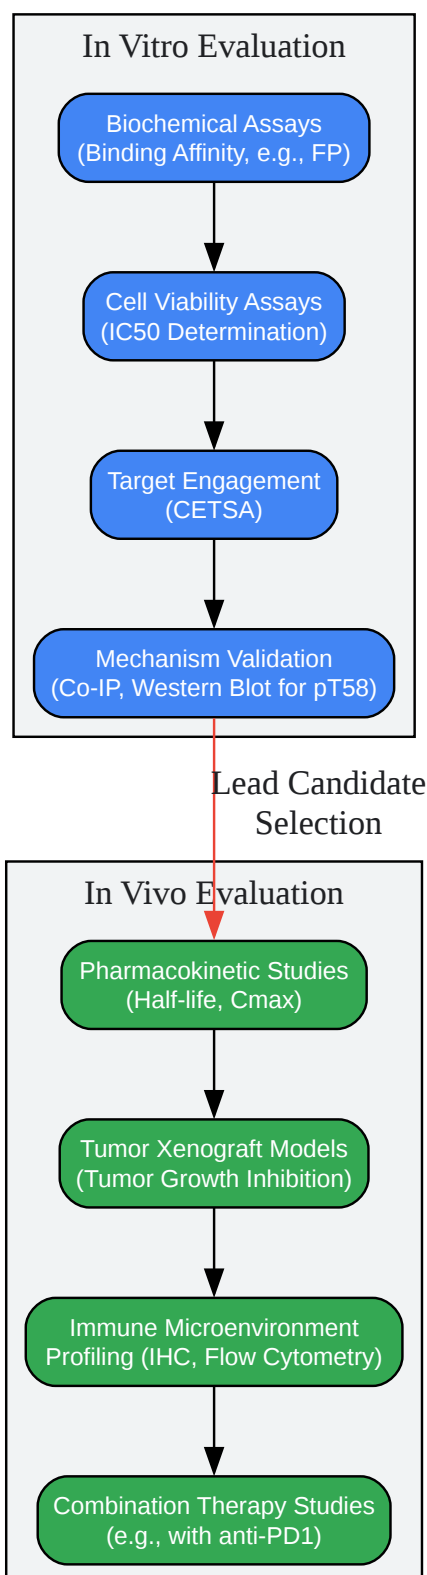 In Vitro Evaluation
Biochemical Assays
(Binding Affinity, e.g., FP)
Cell Viability Assays
(IC50 Determination)
Target Engagement
(CETSA)
Mechanism Validation
(Co-IP, Western Blot for pT58)
Lead Candidate
Selection
In Vivo Evaluation
Pharmacokinetic Studies
(Half-life, Cmax)
Tumor Xenograft Models
(Tumor Growth Inhibition)
Immune Microenvironment
Profiling (IHC, Flow Cytometry)
Combination Therapy Studies
(e.g., with anti-PD1)